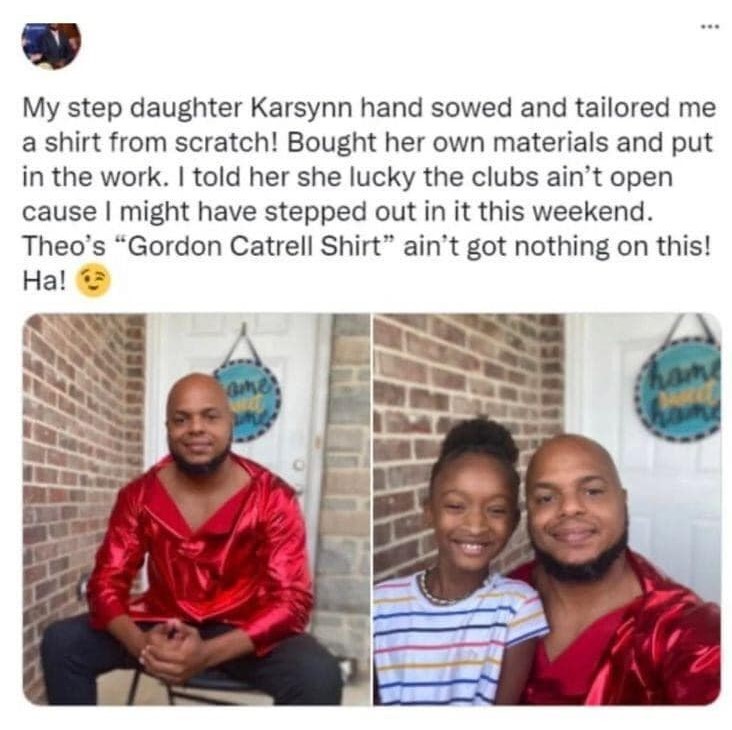 My step daughter Karsynn hand sowed and tailored me
a shirt from scratch! Bought her own materials and put
in the work. I told her she lucky the clubs ain’t open
cause I might have stepped out in it this weekend.
Theo’s “Gordon Catrell Shirt” ain’t got nothing on this!
Ha! 😉
home
sweet
home
home
sweet
home